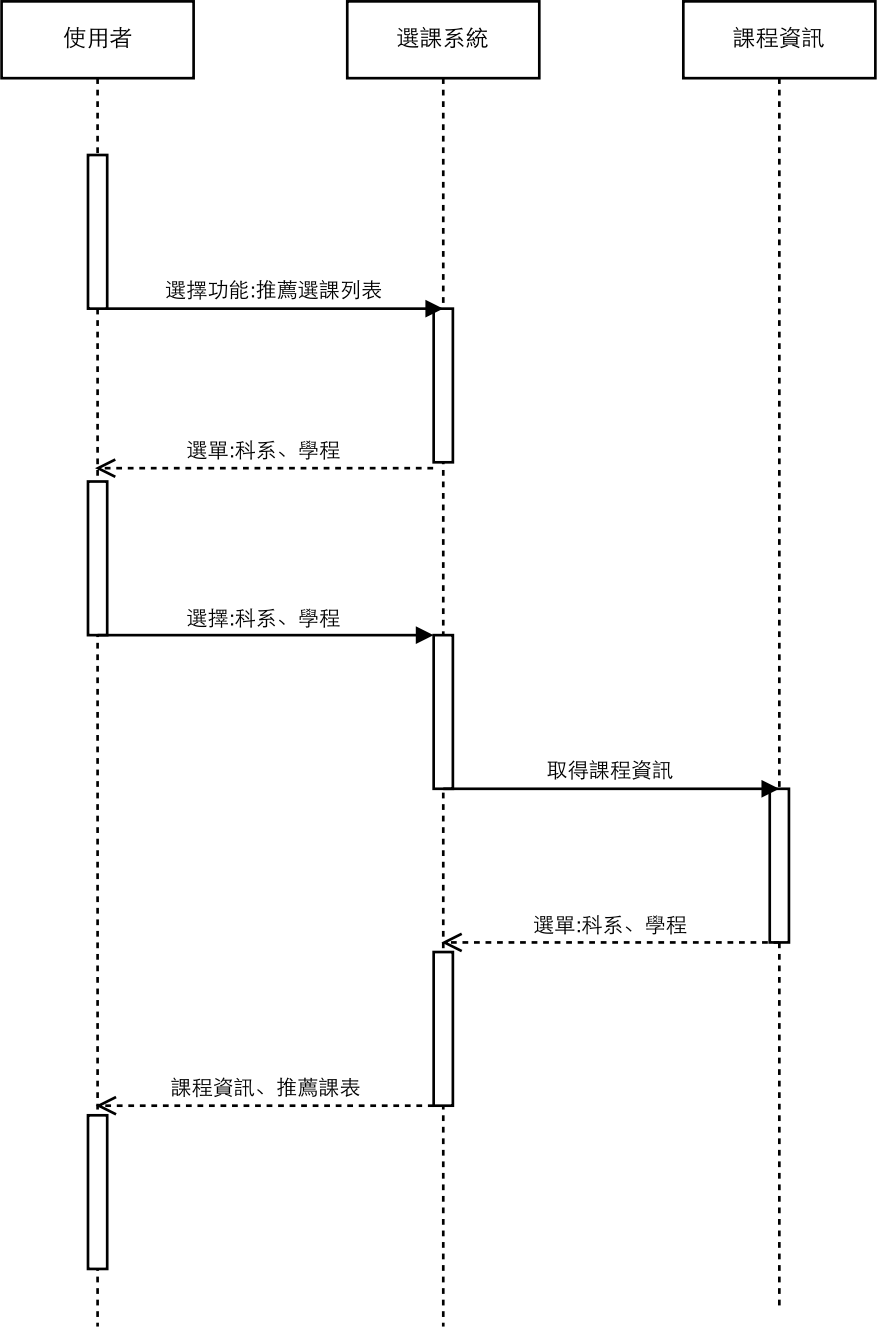 使用者
選課系統
課程資訊
選擇功能:推薦選課列表
選單:科系、學程
選擇:科系、學程
取得課程資訊
選單:科系、學程
課程資訊、推薦課表